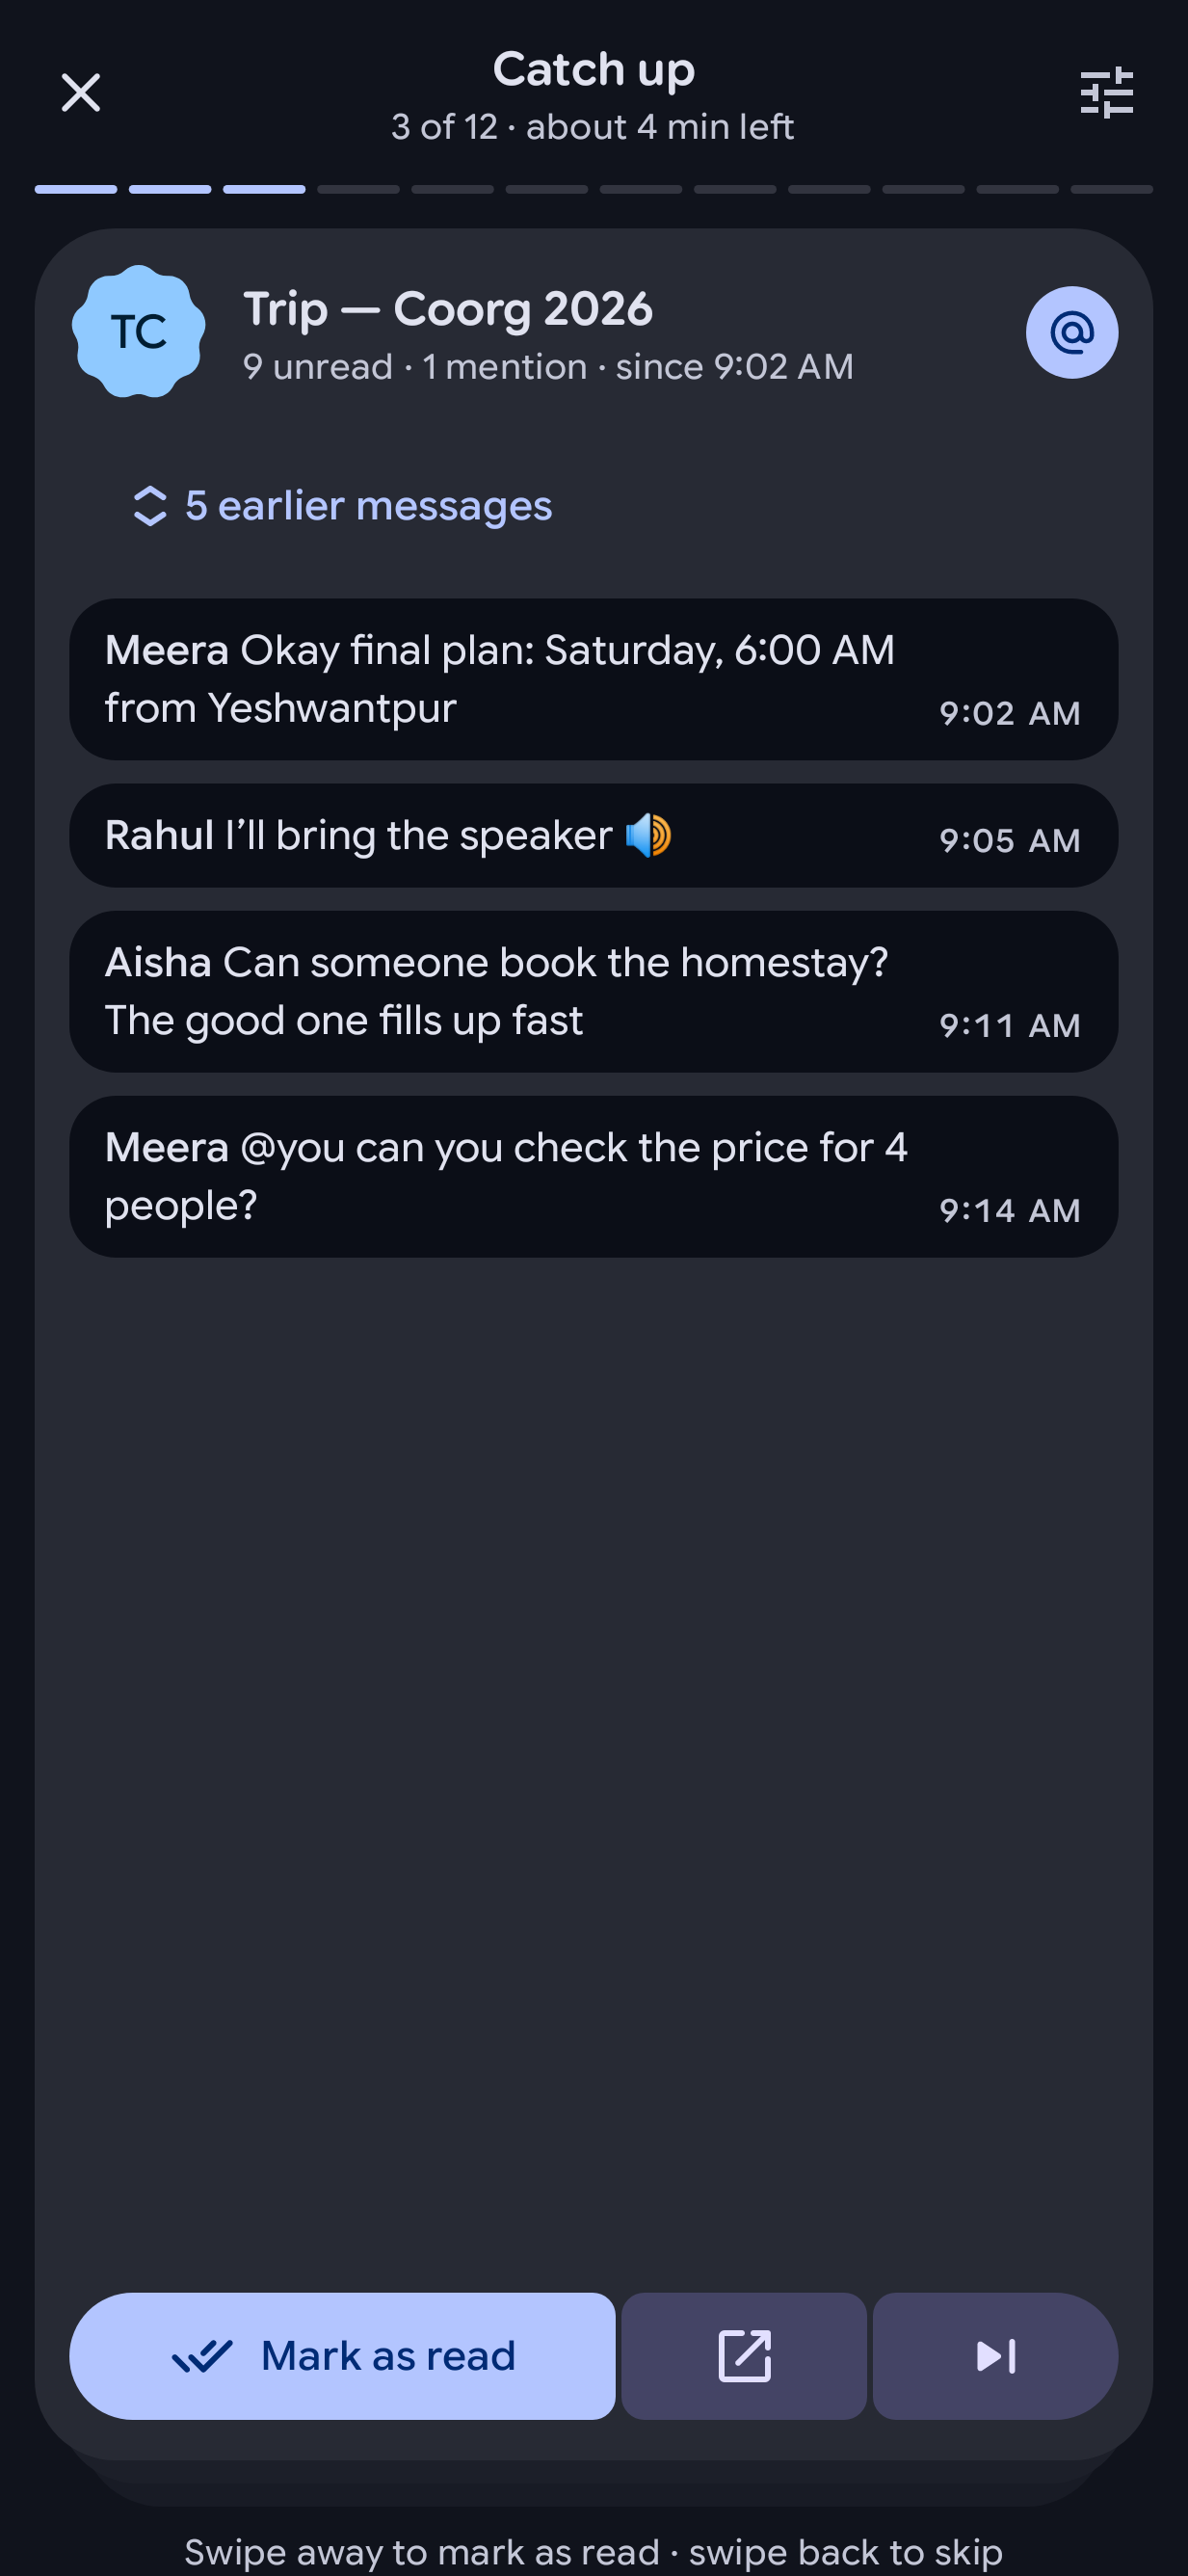 Catch up
3 of 12 · about 4 min left
TC
Trip — Coorg 2026
9 unread · 1 mention · since 9:02 AM
5 earlier messages
Meera Okay final plan: Saturday, 6:00 AM
from Yeshwantpur
9:02 AM
Rahul I’ll bring the speaker 🔊
9:05 AM
Aisha Can someone book the homestay?
The good one fills up fast
9:11 AM
Meera @you can you check the price for 4
people?
9:14 AM
Mark as read
Swipe away to mark as read · swipe back to skip